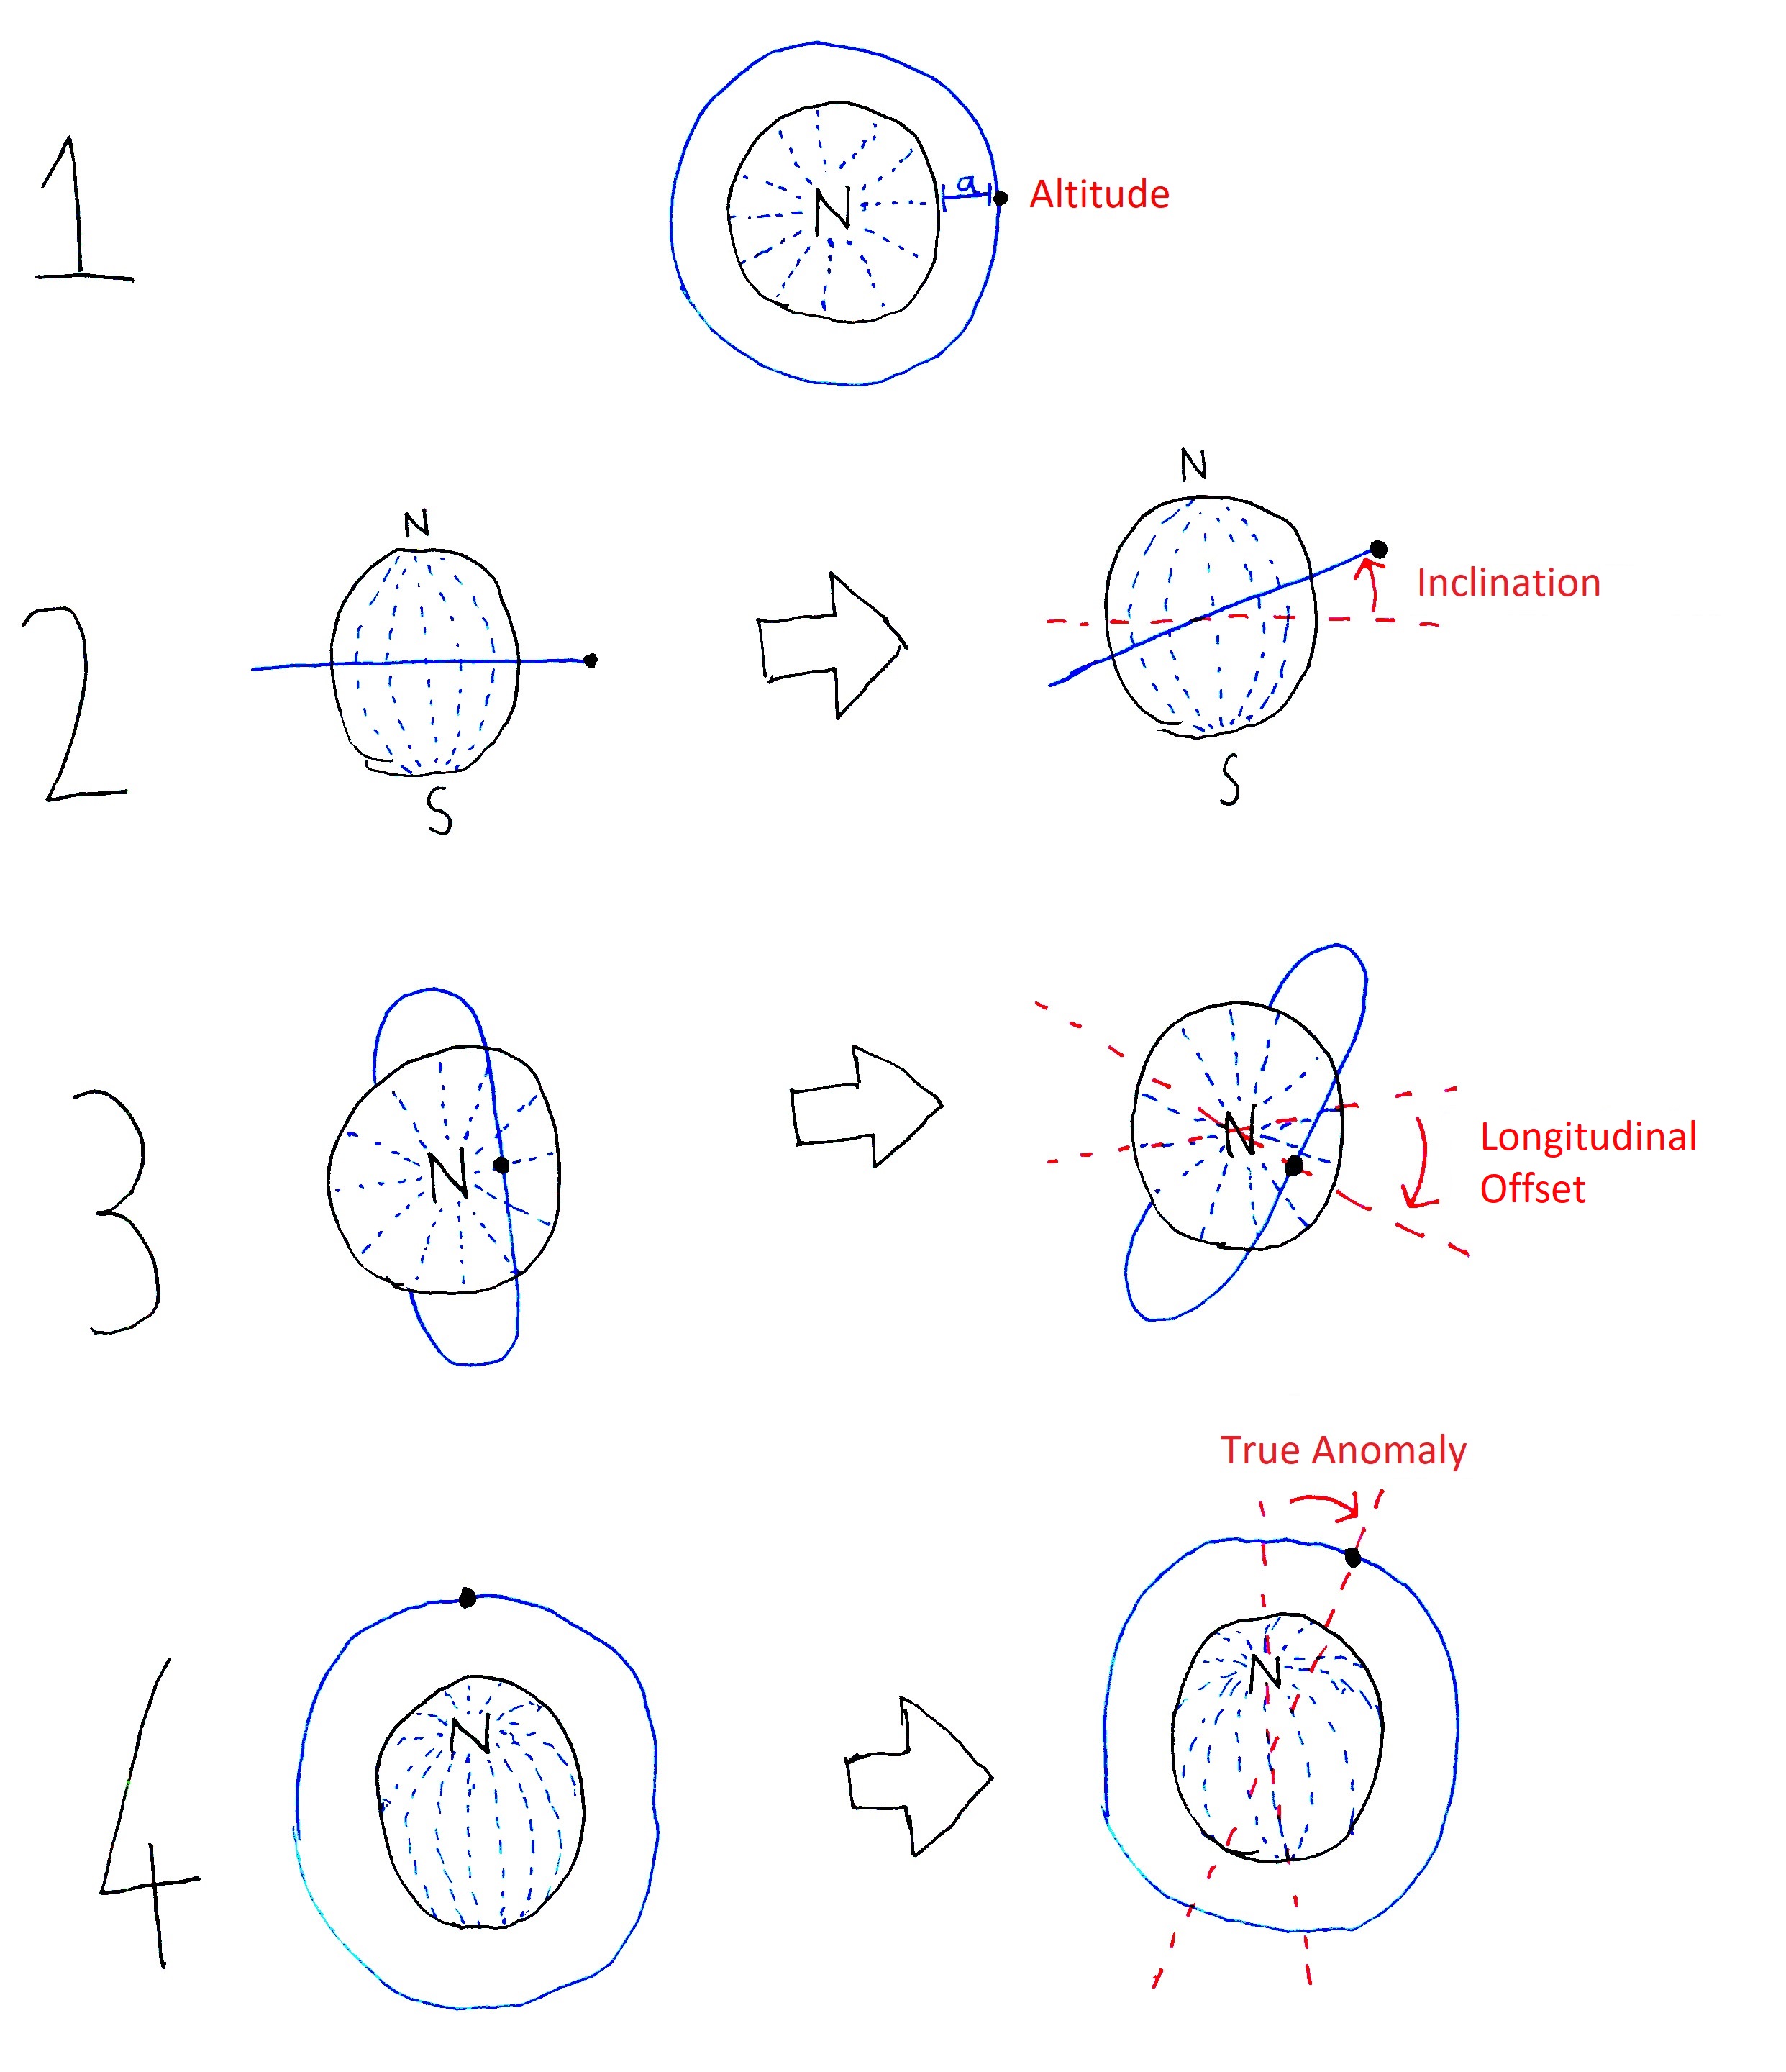 1
N
a
Altitude
2
N
S
N
Inclination
S
3
N
N
Longitudinal
Offset
True Anomaly
4
N
N